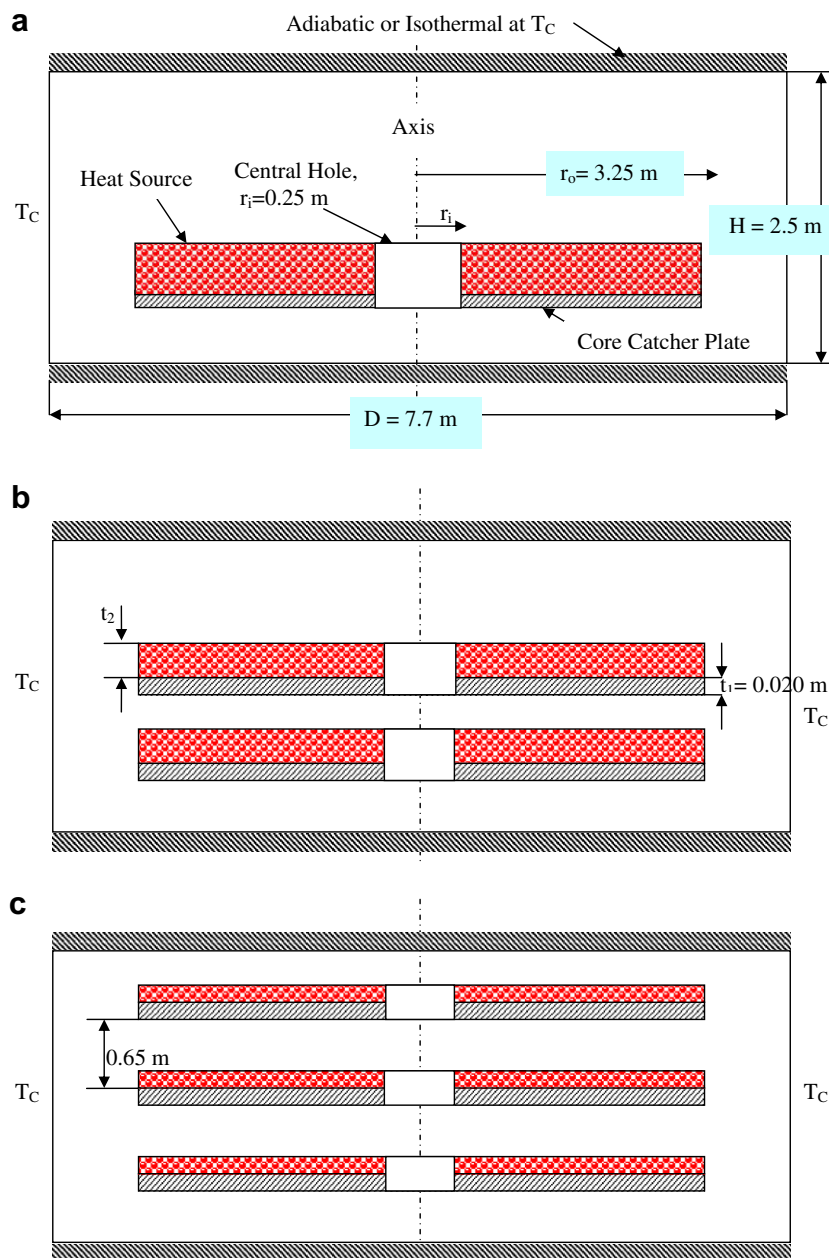 a
Adiabatic or Isothermal at T_C
Axis
Heat Source
Central Hole,
r_i=0.25 m
r_o= 3.25 m
T_C
r_i
H = 2.5 m
Core Catcher Plate
D = 7.7 m
b
t_2
T_C
t_1= 0.020 m
T_C
c
0.65 m
T_C
T_C